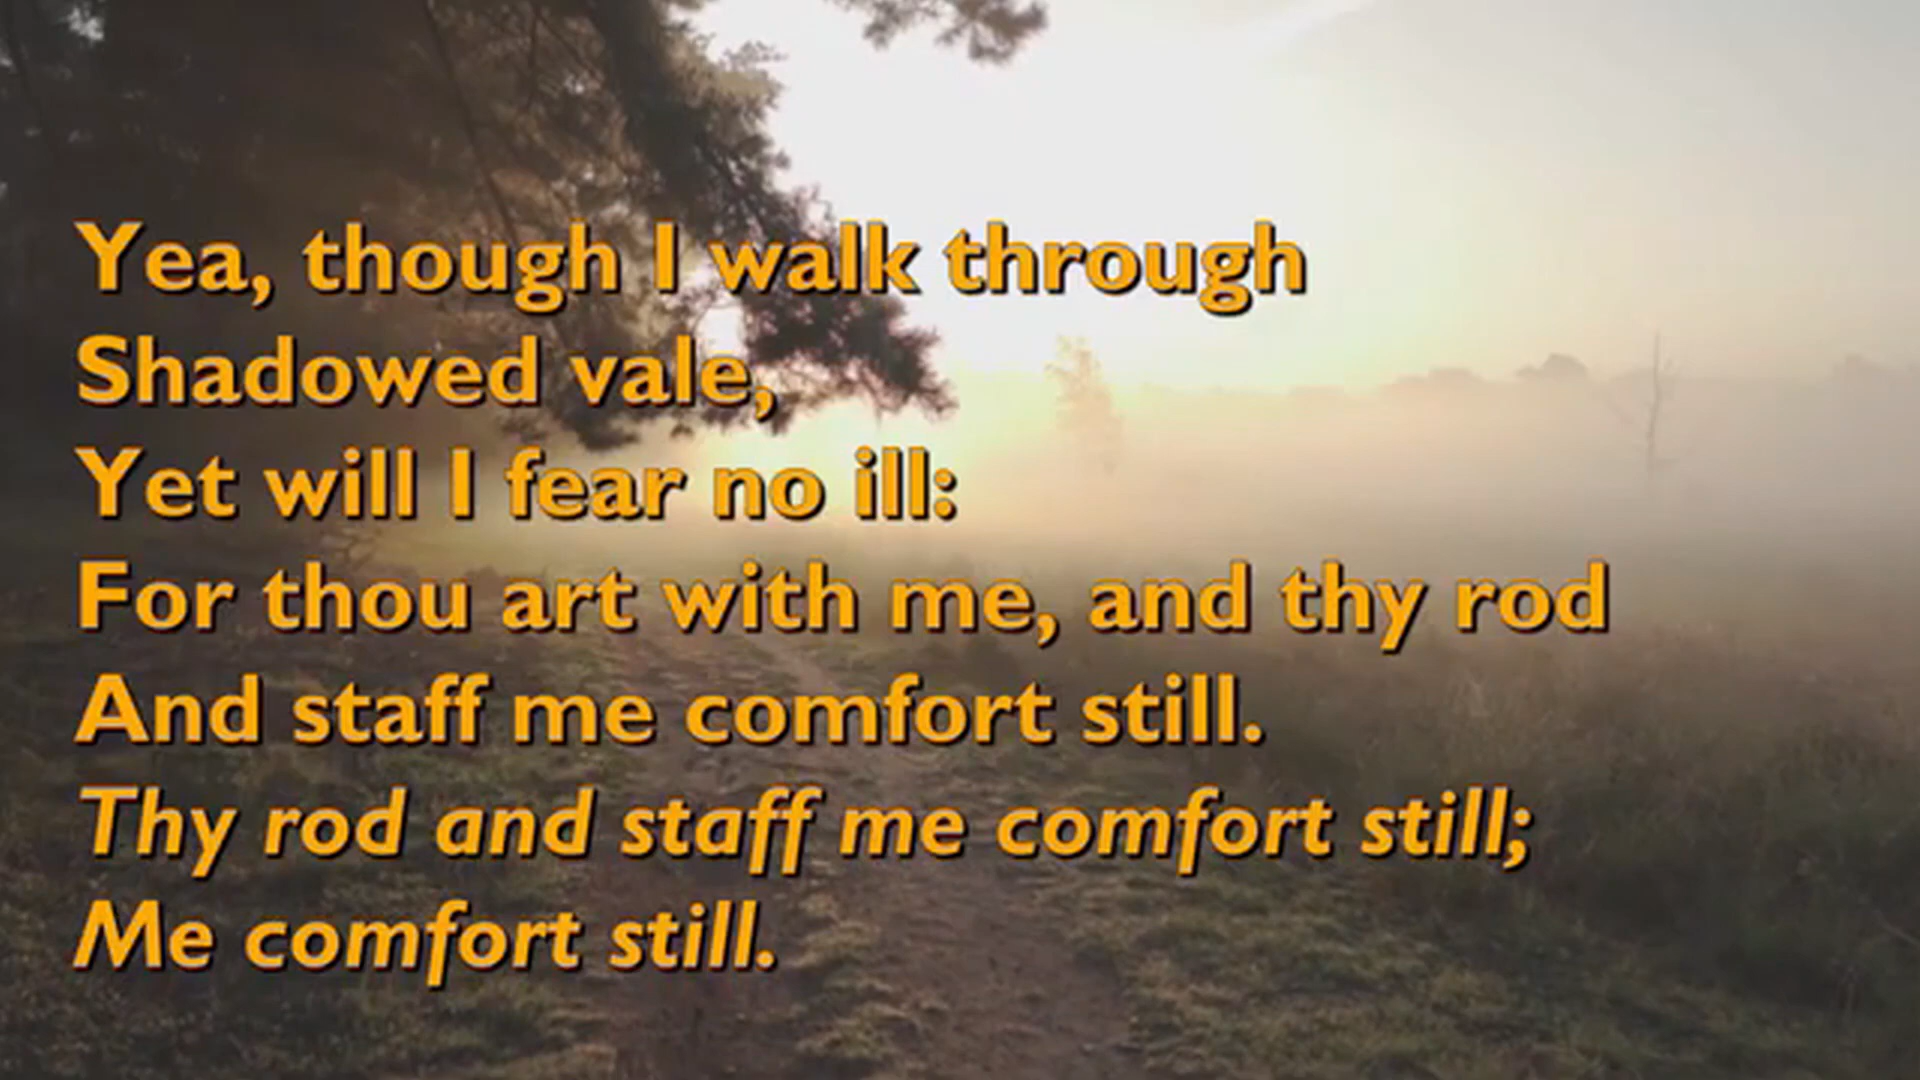 Yea, though I walk through
Shadowed vale,
Yet will I fear no ill:
For thou art with me, and thy rod
And staff me comfort still.
Thy rod and staff me comfort still;
Me comfort still.